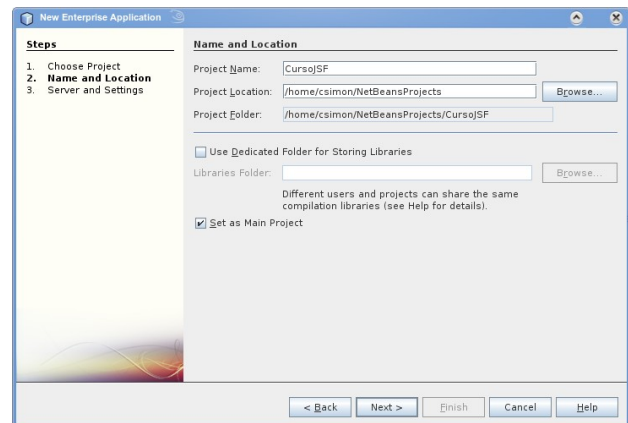 New Enterprise Application
Steps
1. Choose Project
2. Name and Location
3. Server and Settings
Name and Location
Project Name: CursoJSF
Project Location: /home/csimon/NetBeansProjects Browse...
Project Folder: /home/csimon/NetBeansProjects/CursoJSF
Use Dedicated Folder for Storing Libraries
Libraries Folder: Browse...
Different users and projects can share the same
compilation libraries (see Help for details).
Set as Main Project
< Back Next > Finish Cancel Help